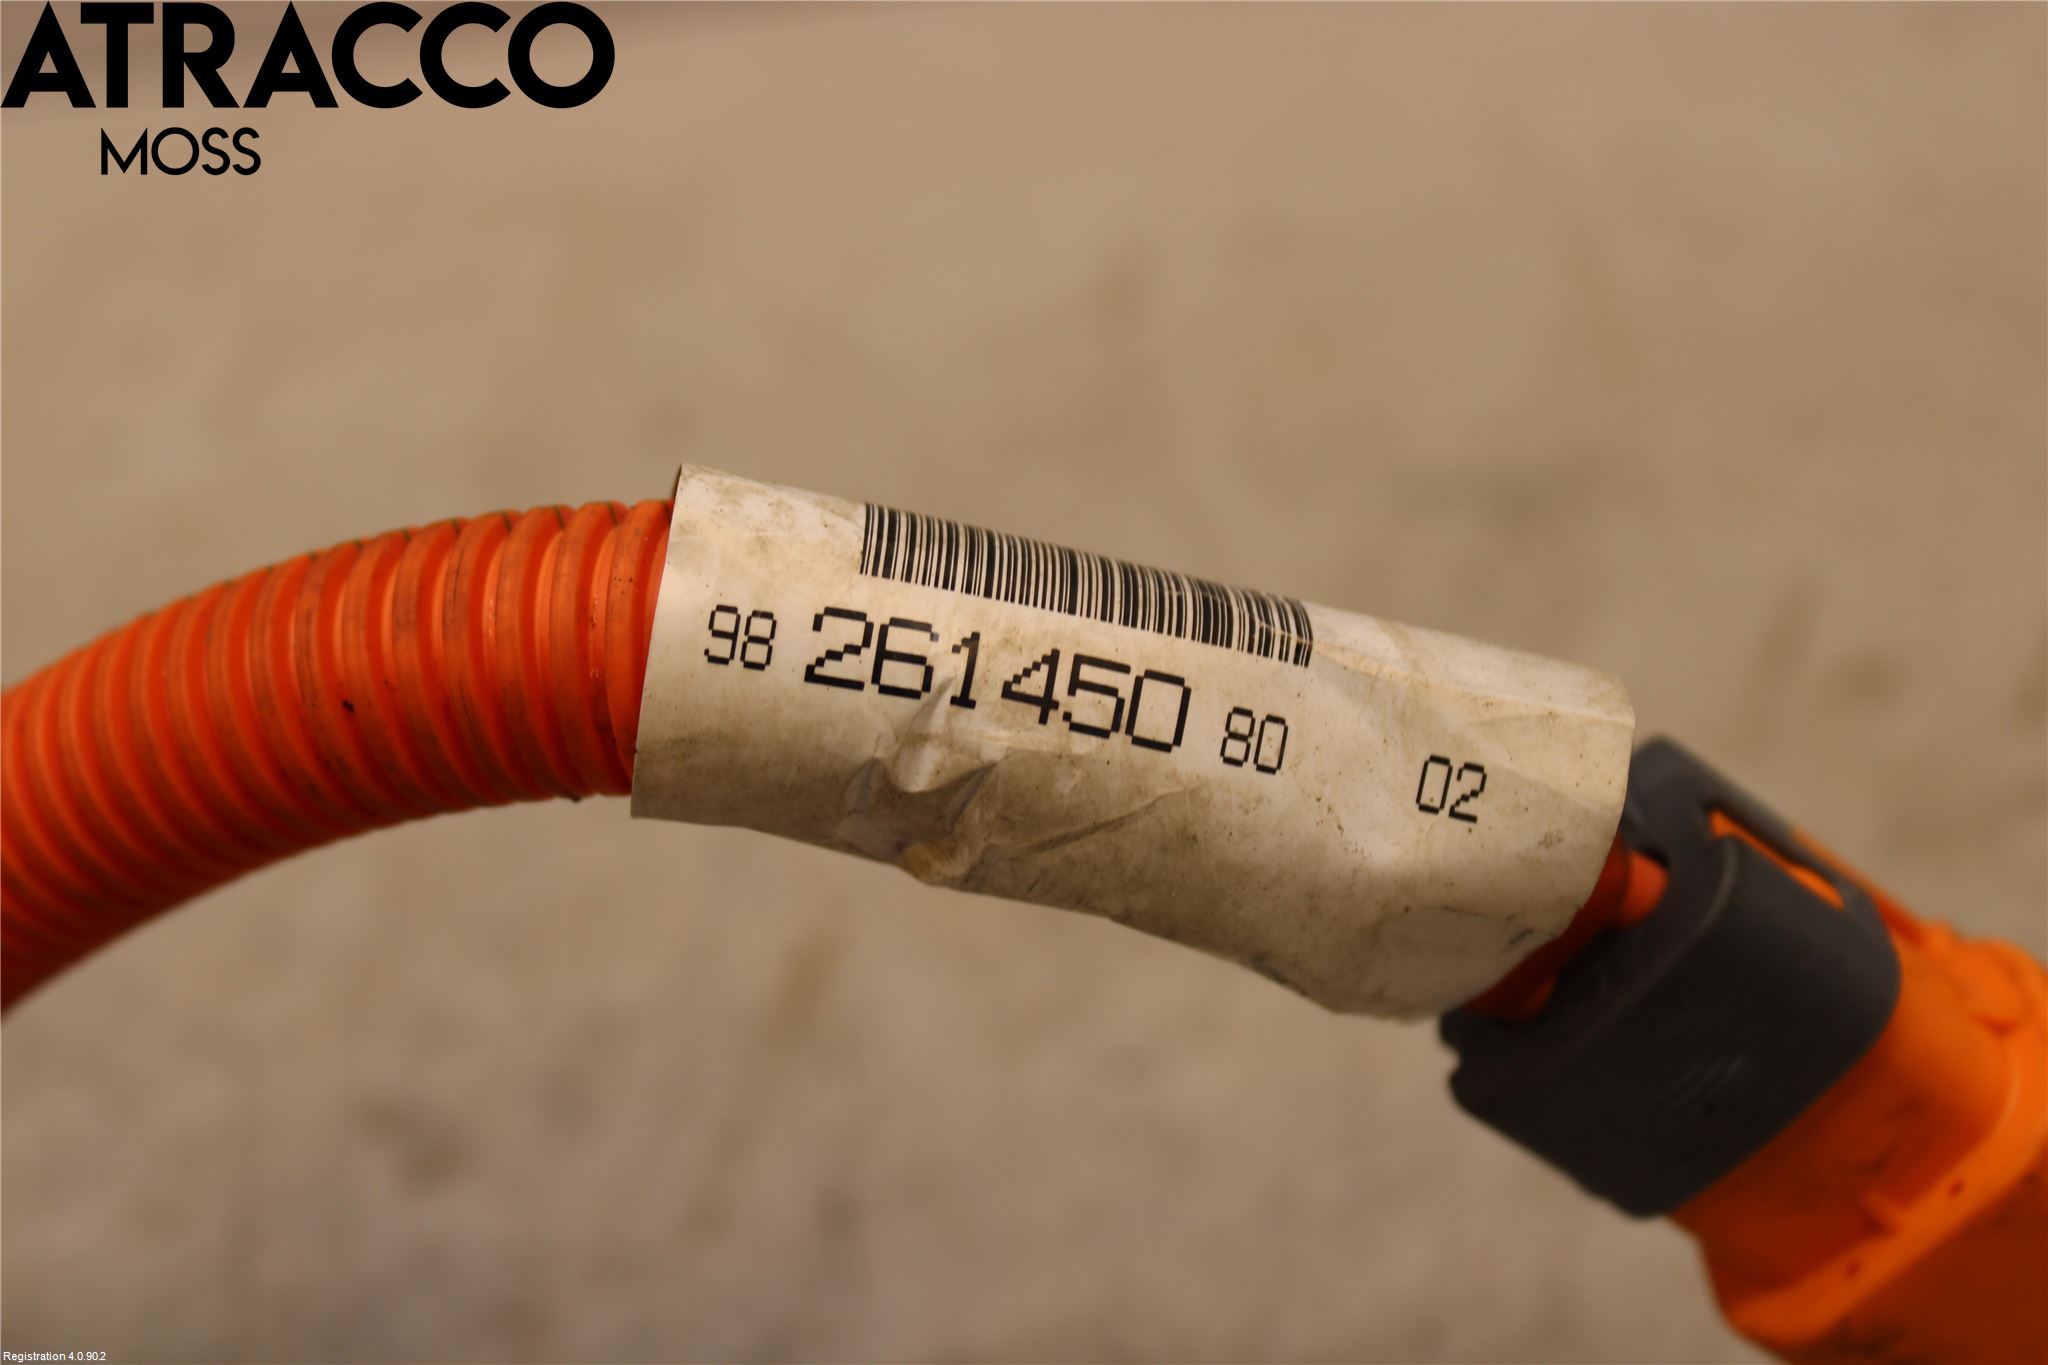 ATRACCO
MOSS
98 261450 80 02
Registration 4.0.90.2